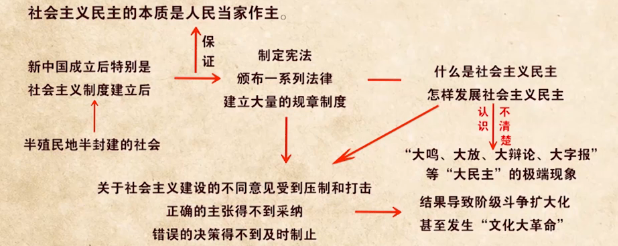 社会主义民主的本质是人民当家作主。
保证
新中国成立后特别是
社会主义制度建立后
制定宪法
颁布一系列法律
建立大量的规章制度
什么是社会主义民主
怎样发展社会主义民主
认识
不清楚
半殖民地半封建的社会
“大鸣、大放、大辩论、大字报”
等“大民主”的极端现象
关于社会主义建设的不同意见受到压制和打击
正确的主张得不到采纳
错误的决策得不到及时制止
结果导致阶级斗争扩大化
甚至发生“文化大革命”